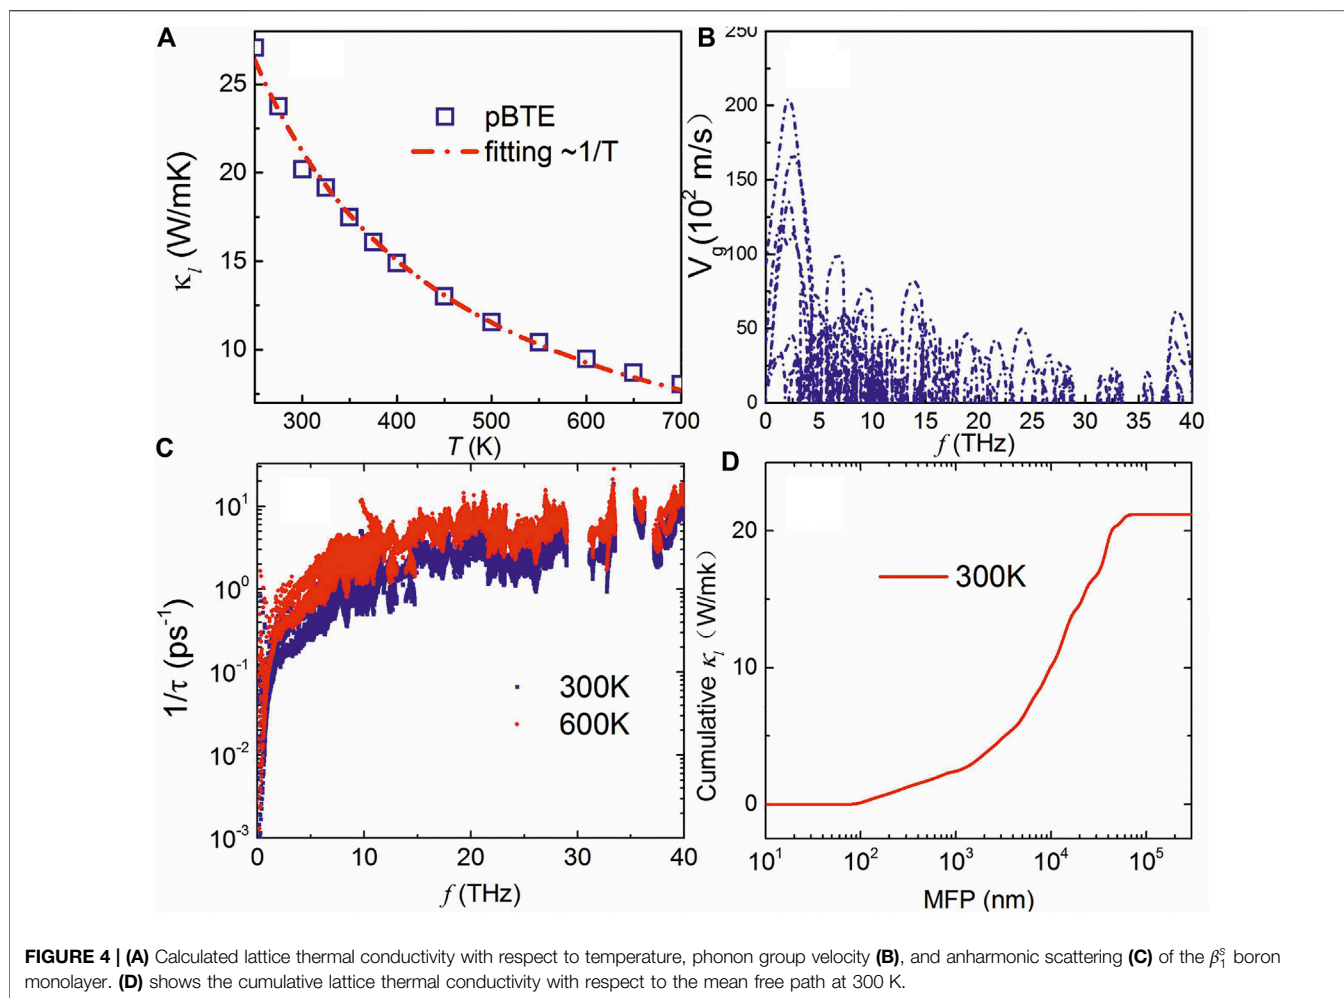 A
25
20
15
10
κl (W/mK)
pBTE
fitting ~1/T
300 350 400 450 500 550 600 650 700
T (K)
B
250
200
150
100
50
0
Vg(10² m/s)
0 5 10 15 20 25 30 35 40
f (THz)
C
10¹
10⁰
10⁻¹
10⁻²
10⁻³
1/τ (ps⁻¹)
300K
600K
0 10 20 30 40
f (THz)
D
20
10
0
Cumulative κl (W/mk)
300K
10¹ 10² 10³ 10⁴ 10⁵
MFP (nm)
FIGURE 4 | (A) Calculated lattice thermal conductivity with respect to temperature, phonon group velocity (B), and anharmonic scattering (C) of the β₁ˢ boron
monolayer. (D) shows the cumulative lattice thermal conductivity with respect to the mean free path at 300 K.